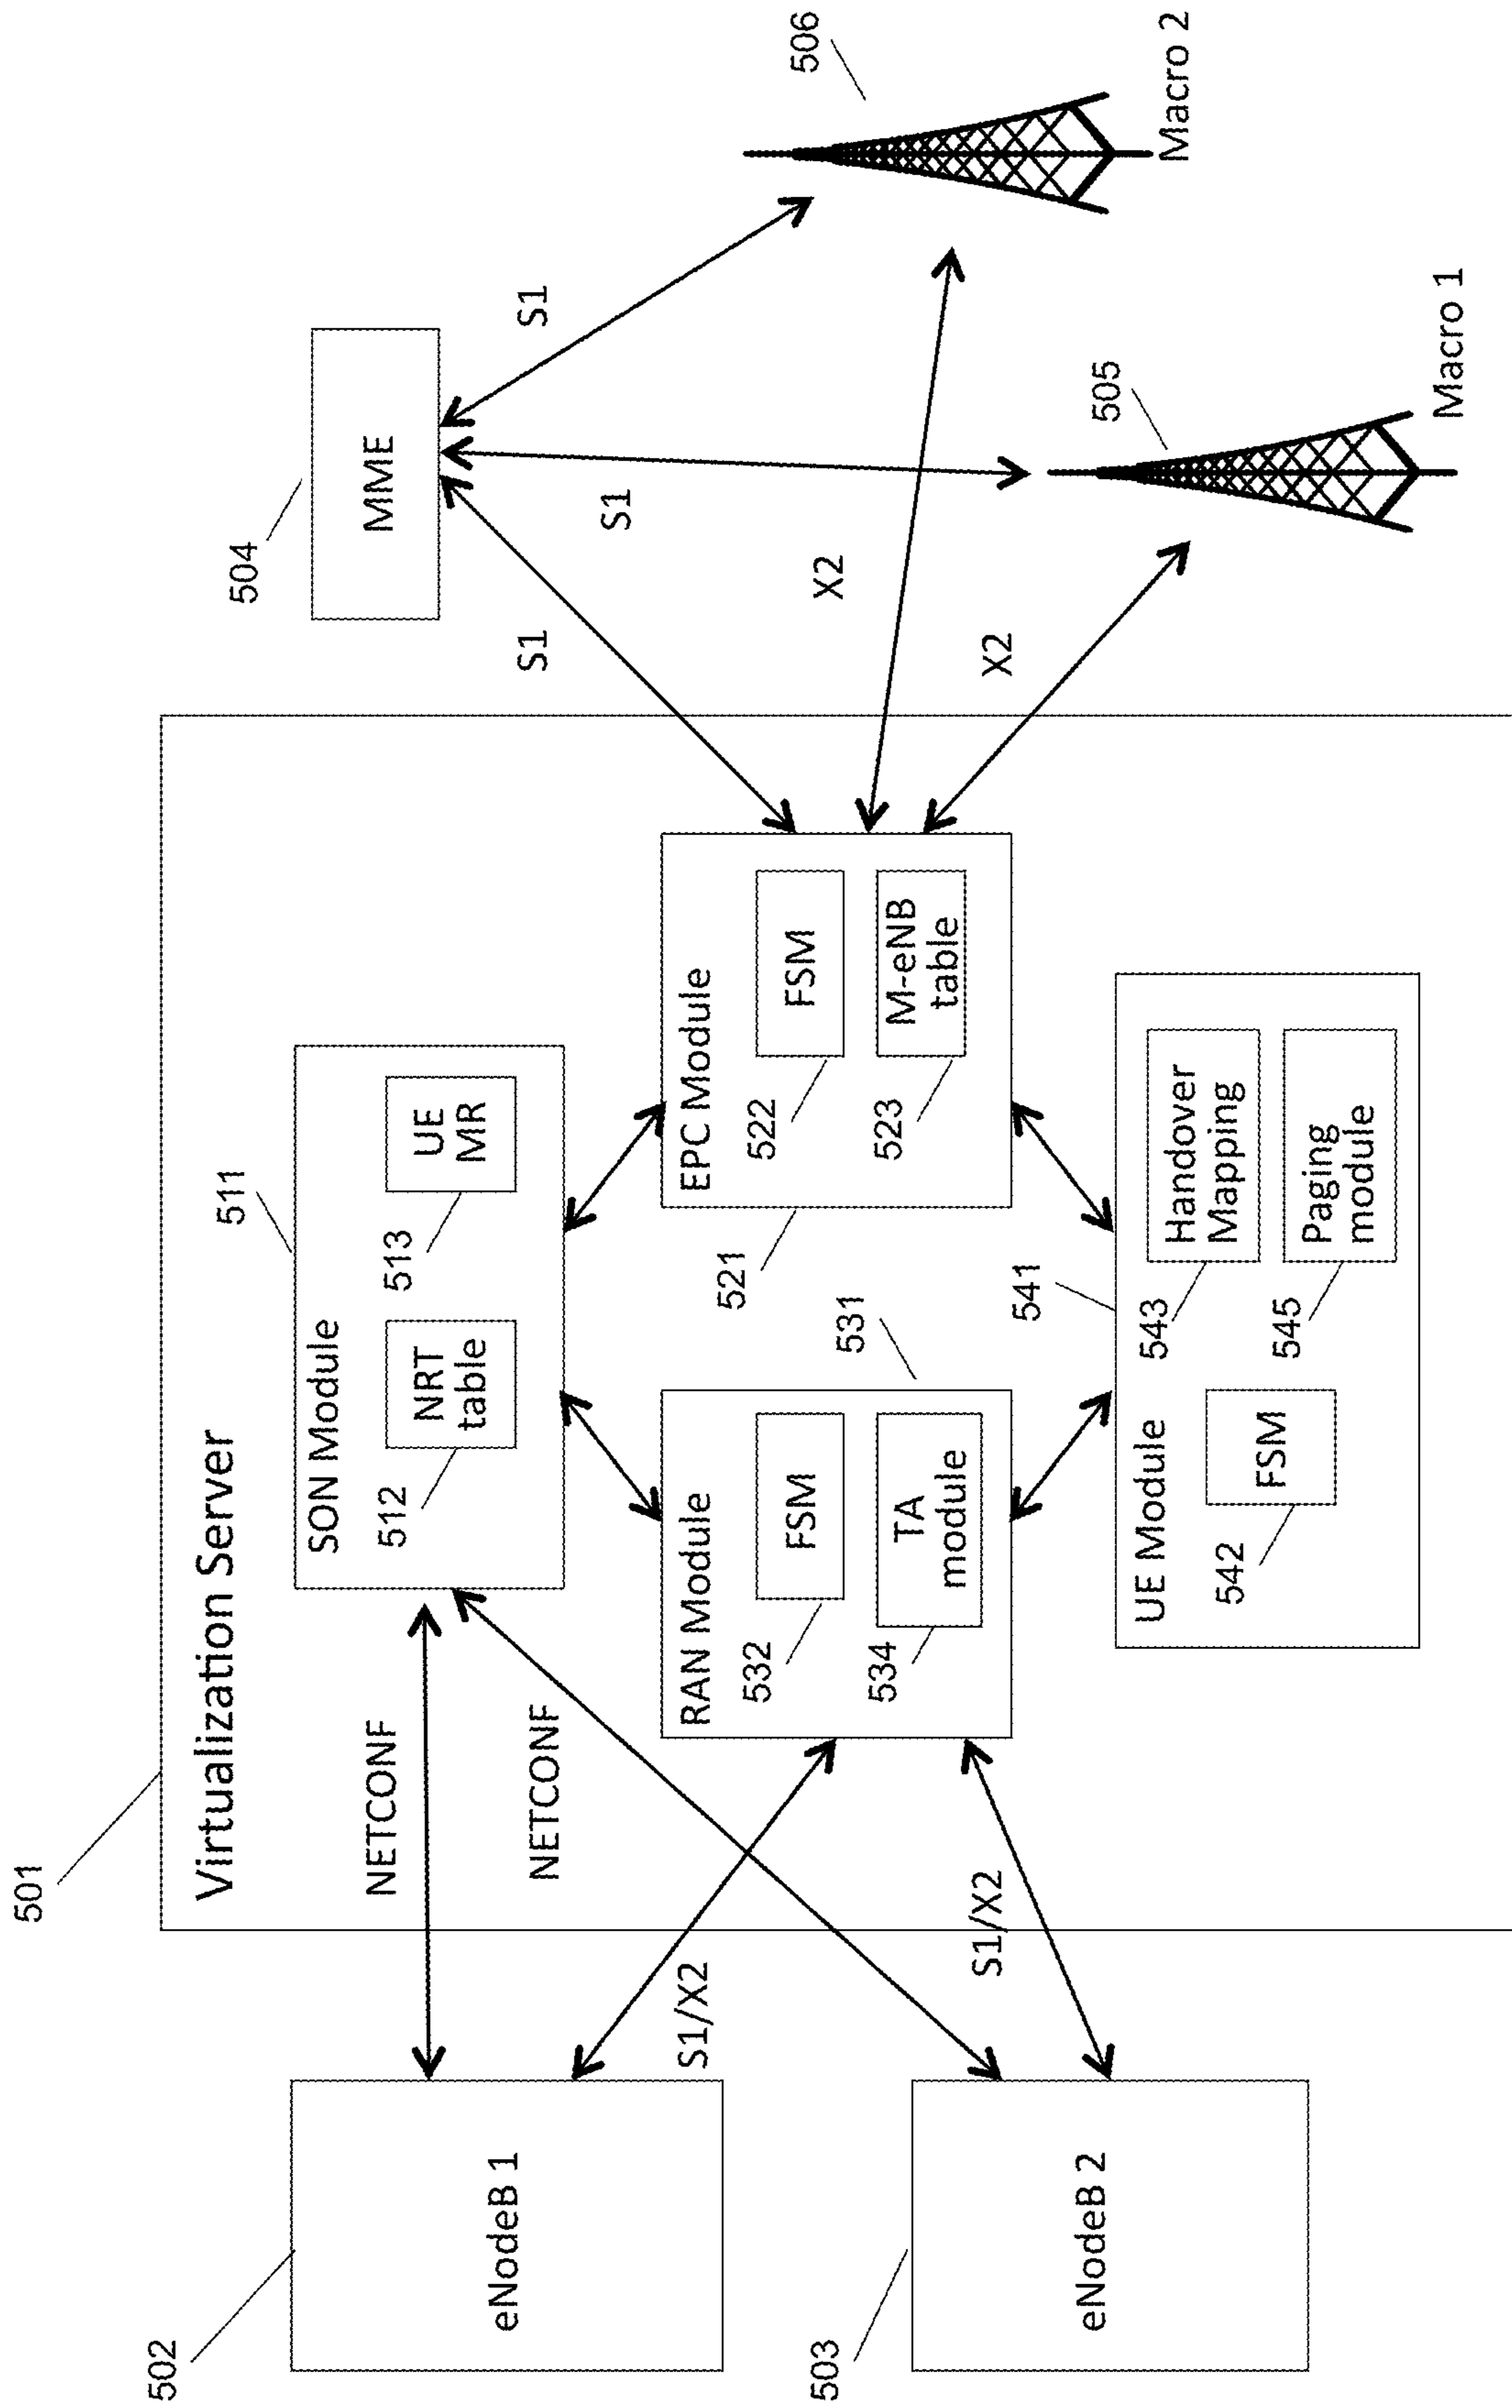 501
Virtualization Server
502
eNodeB 1
503
eNodeB 2
NETCONF
NETCONF
S1/X2
S1/X2
511
SON Module
512
NRT
table
513
UE
MR
531
RAN Module
532
FSM
534
TA
module
521
EPC Module
522
FSM
523
M-eNB
table
541
UE Module
542
FSM
543
Handover
Mapping
545
Paging
module
504
MME
S1
S1
S1
X2
X2
505
Macro 1
506
Macro 2